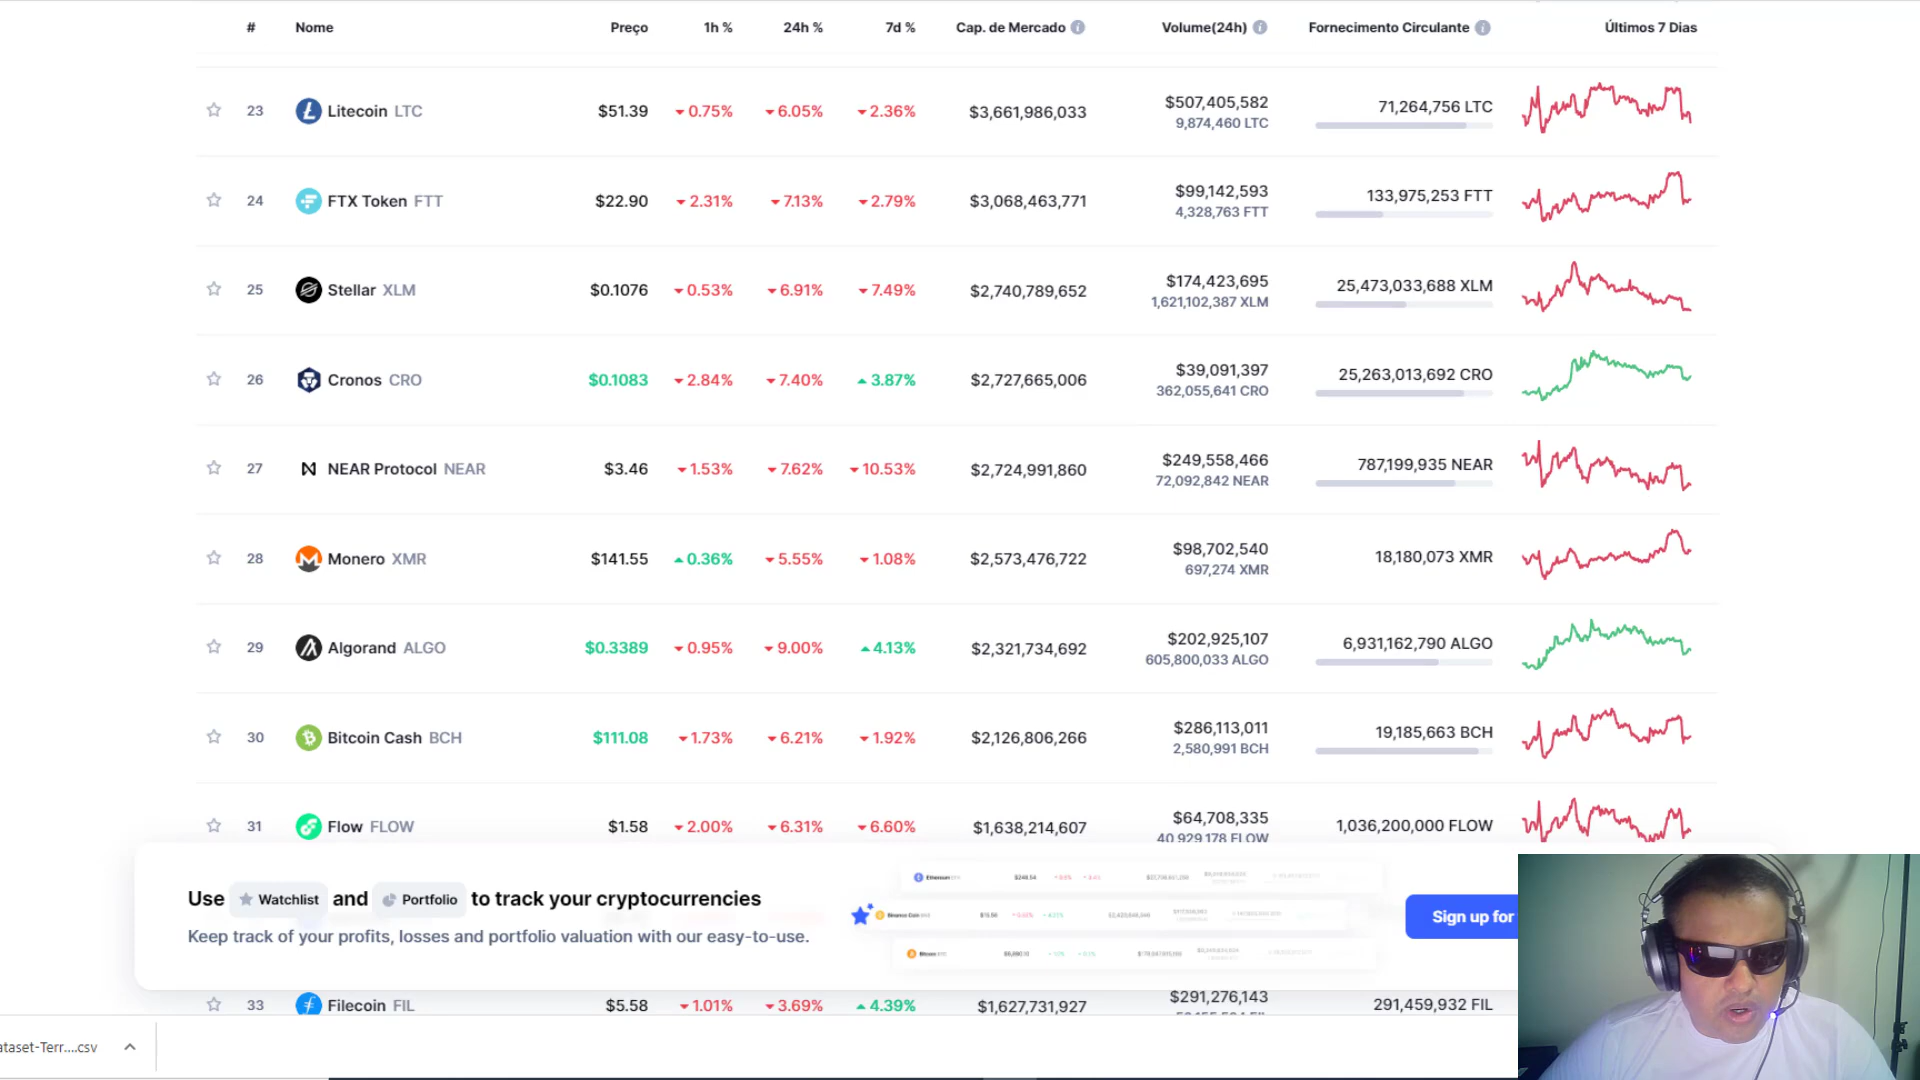 # Nome Preço 1h % 24h % 7d % Cap. de Mercado Volume(24h) Fornecimento Circulante Últimos 7 Dias
23 Litecoin LTC $51.39 0.75% 6.05% 2.36% $3,661,986,033 $507,405,582 71,264,756 LTC
9,874,460 LTC
24 FTX Token FTT $22.90 2.31% 7.13% 2.79% $3,068,463,771 $99,142,593 133,975,253 FTT
4,328,763 FTT
25 Stellar XLM $0.1076 0.53% 6.91% 7.49% $2,740,789,652 $174,423,695 25,473,033,688 XLM
1,621,102,387 XLM
26 Cronos CRO $0.1083 2.84% 7.40% 3.87% $2,727,665,006 $39,091,397 25,263,013,692 CRO
362,055,641 CRO
27 NEAR Protocol NEAR $3.46 1.53% 7.62% 10.53% $2,724,991,860 $249,558,466 787,199,935 NEAR
72,092,842 NEAR
28 Monero XMR $141.55 0.36% 5.55% 1.08% $2,573,476,722 $98,702,540 18,180,073 XMR
697,274 XMR
29 Algorand ALGO $0.3389 0.95% 9.00% 4.13% $2,321,734,692 $202,925,107 6,931,162,790 ALGO
605,800,033 ALGO
30 Bitcoin Cash BCH $111.08 1.73% 6.21% 1.92% $2,126,806,266 $286,113,011 19,185,663 BCH
2,580,991 BCH
31 Flow FLOW $1.58 2.00% 6.31% 6.60% $1,638,214,607 $64,708,335 1,036,200,000 FLOW
40,929,178 FLOW
Use Watchlist and Portfolio to track your cryptocurrencies
Keep track of your profits, losses and portfolio valuation with our easy-to-use.
Sign up for
33 Filecoin FIL $5.58 1.01% 3.69% 4.39% $1,627,731,927 $291,276,143 291,459,932 FIL
ataset-Terr....csv